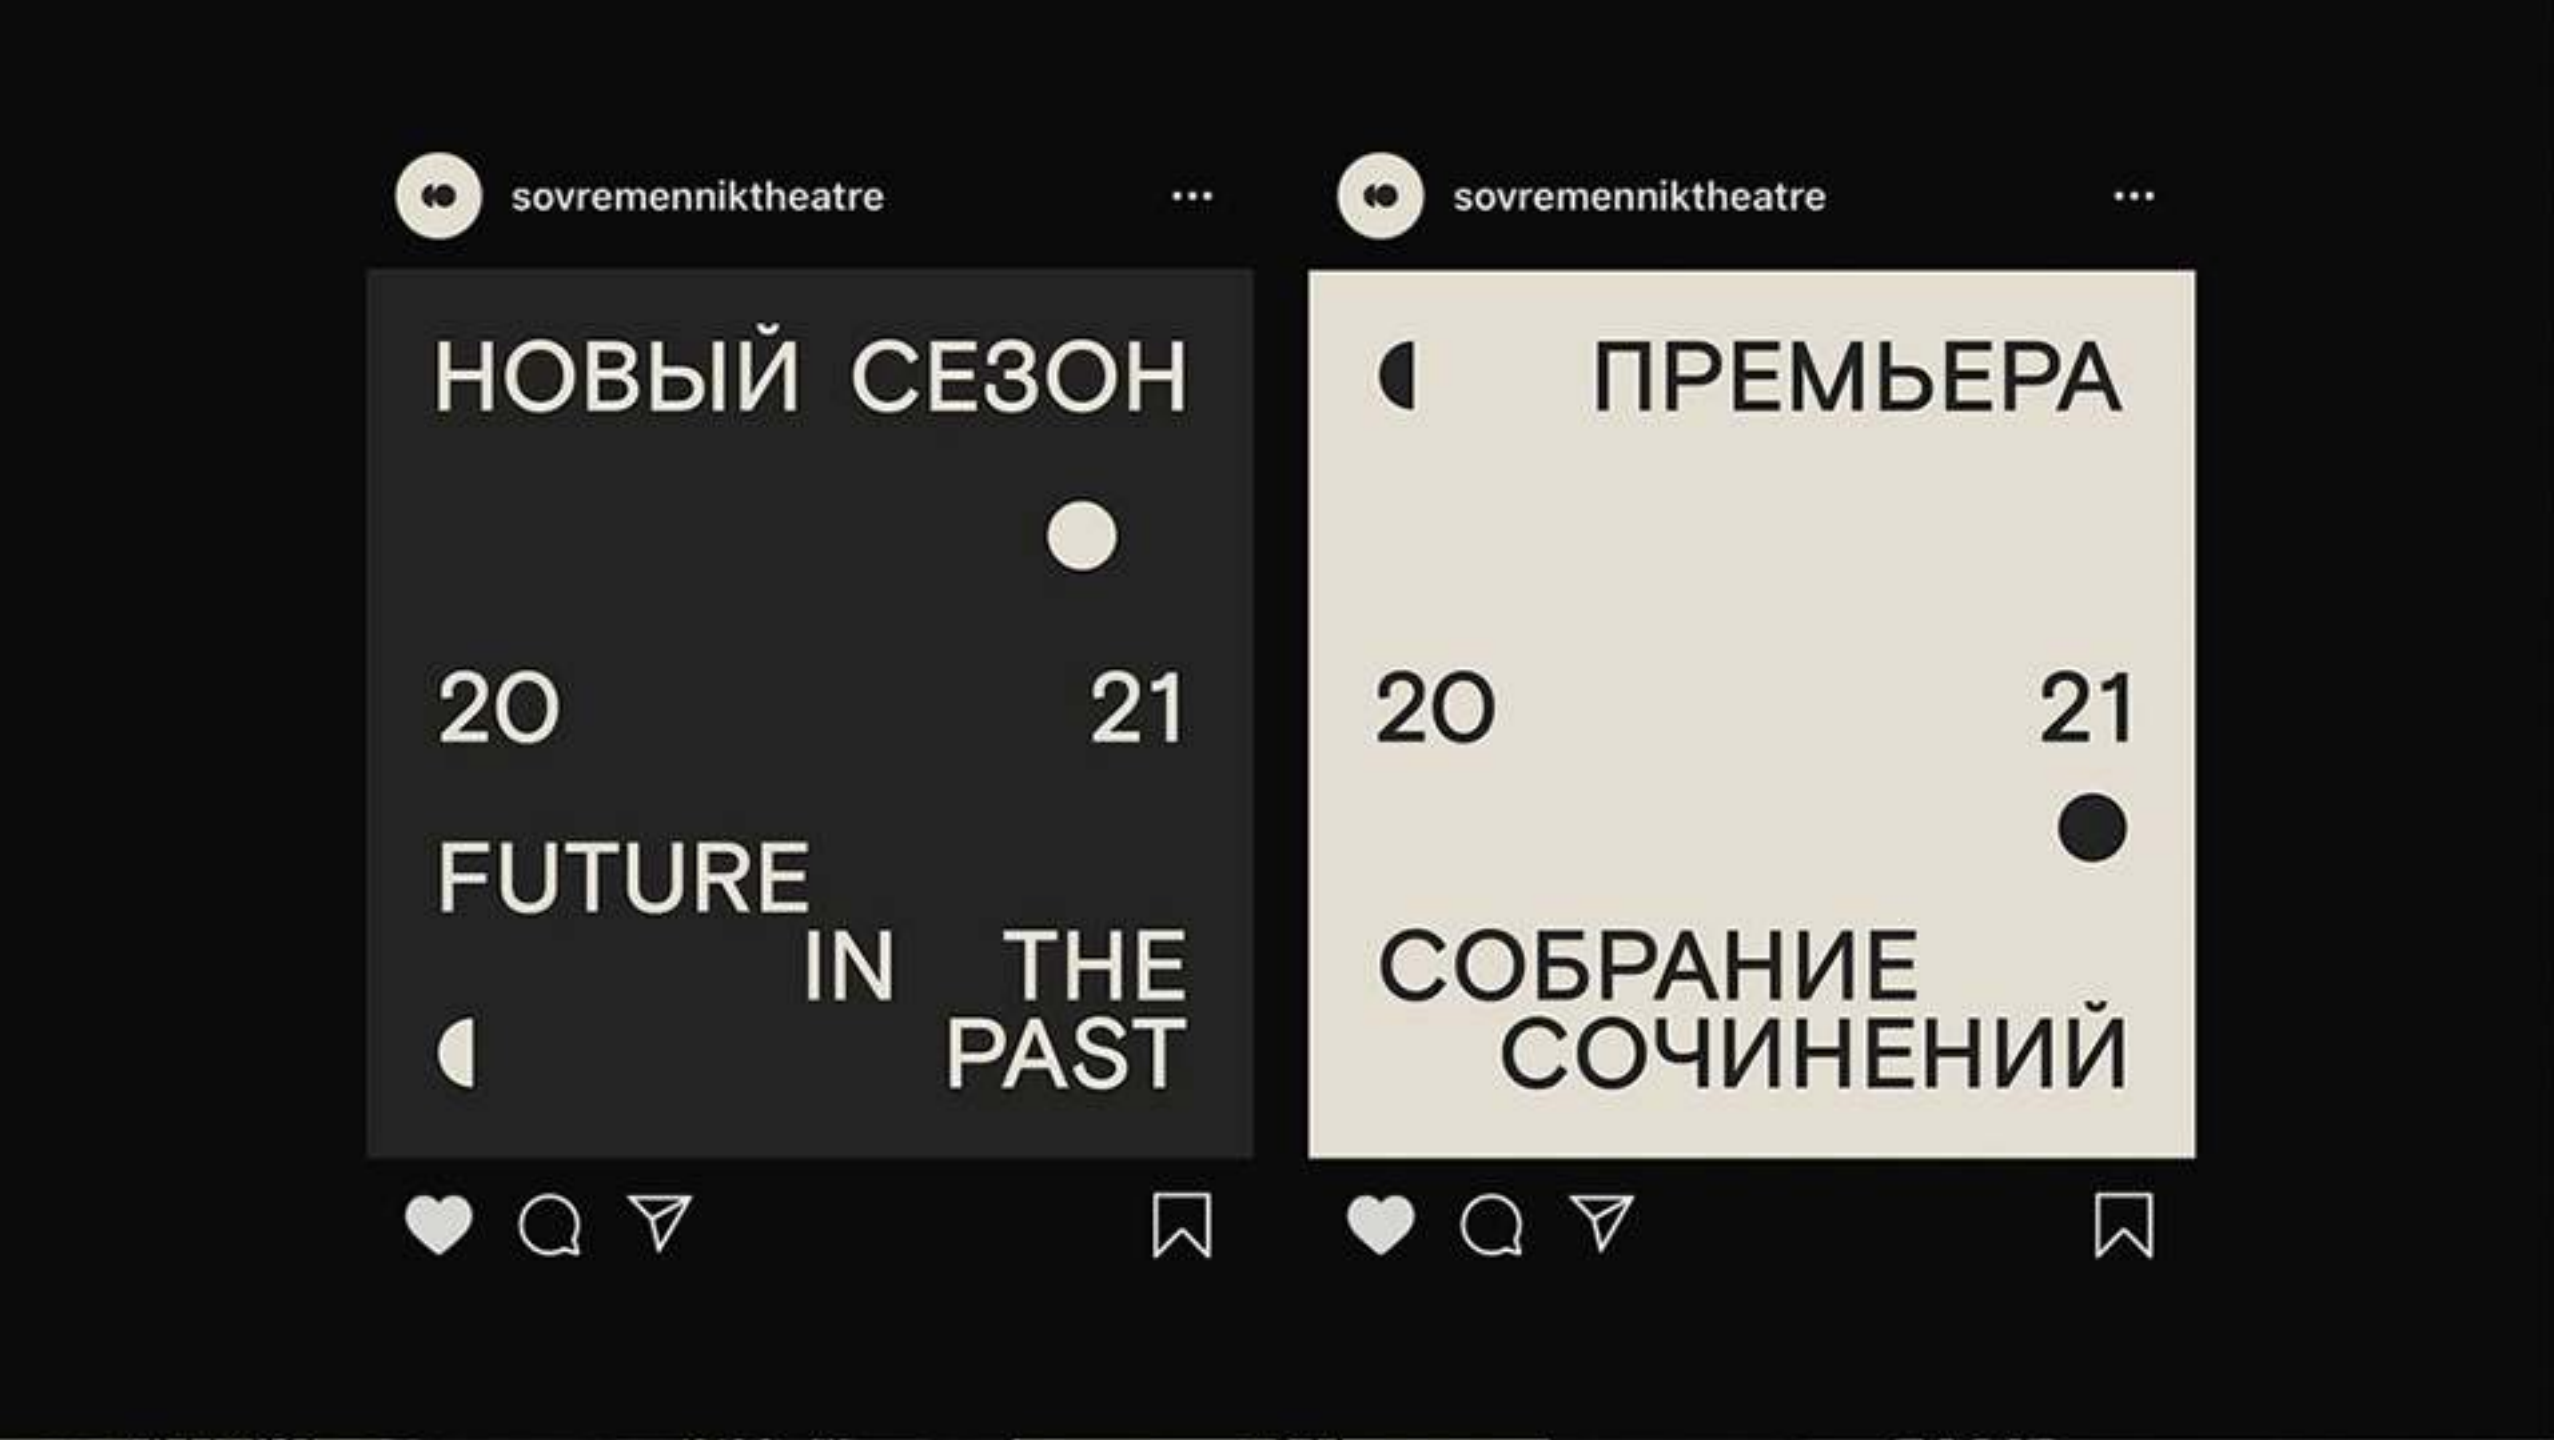 sovremenniktheatre
НОВЫЙ СЕЗОН
20 21
FUTURE
IN THE
PAST
sovremenniktheatre
ПРЕМЬЕРА
20 21
СОБРАНИЕ
СОЧИНЕНИЙ